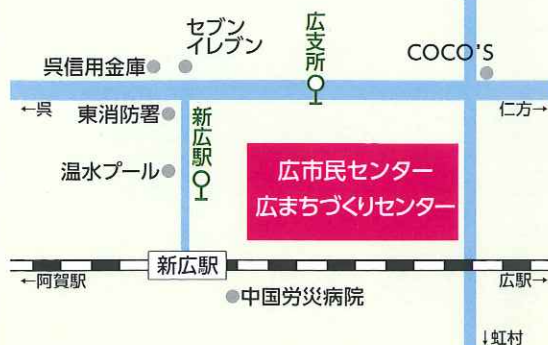 セブン
イレブン
広支所
COCO'S
呉信用金庫
←呉
東消防署
新広駅
仁方→
温水プール
広市民センター
広まちづくりセンター
新広駅
←阿賀駅
広駅→
中国労災病院
↓虹村